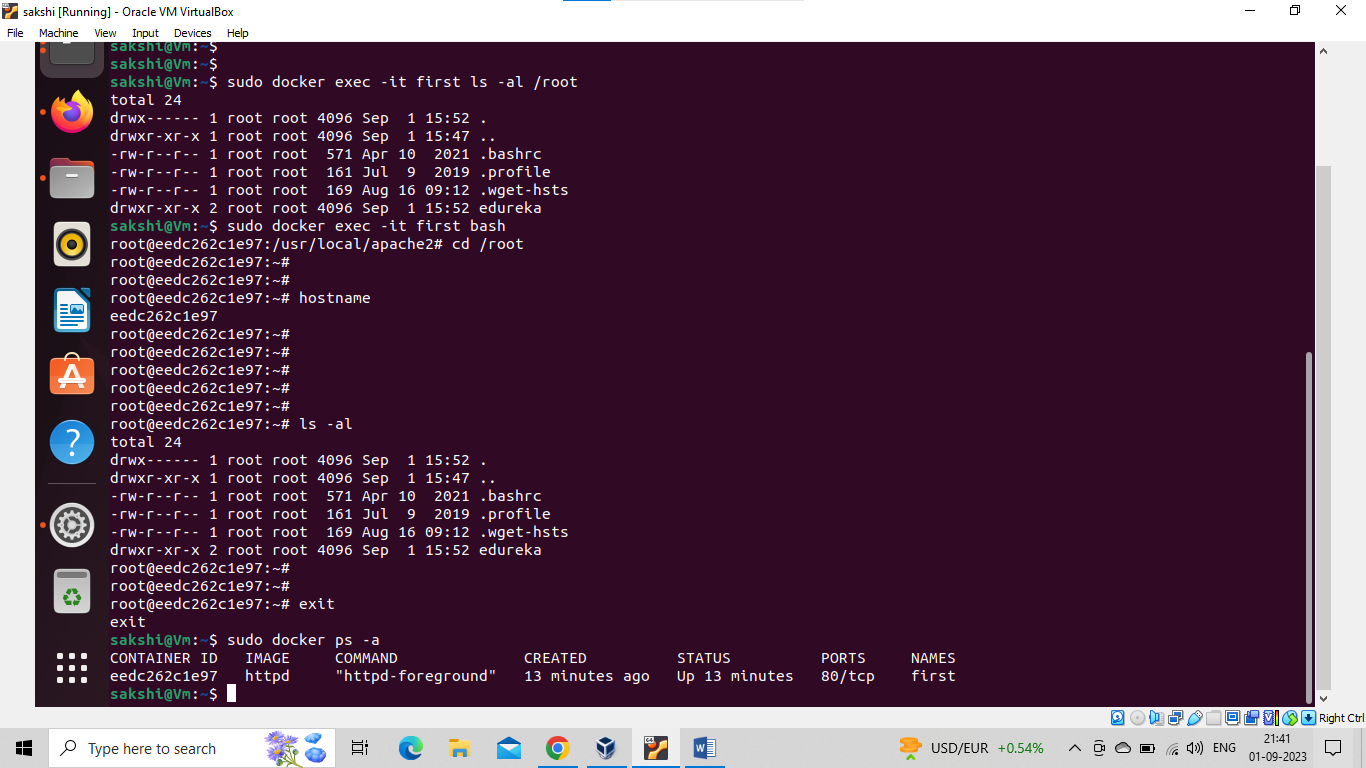 sakshi [Running] - Oracle VM VirtualBox
File Machine View Input Devices Help
sakshi@Vm:~$
sakshi@Vm:~$
sakshi@Vm:~$ sudo docker exec -it first ls -al /root
total 24
drwx------ 1 root root 4096 Sep  1 15:52 .
drwxr-xr-x 1 root root 4096 Sep  1 15:47 ..
-rw-r--r-- 1 root root  571 Apr 10  2021 .bashrc
-rw-r--r-- 1 root root  161 Jul  9  2019 .profile
-rw-r--r-- 1 root root  169 Aug 16 09:12 .wget-hsts
drwxr-xr-x 2 root root 4096 Sep  1 15:52 edureka
sakshi@Vm:~$ sudo docker exec -it first bash
root@eedc262c1e97:/usr/local/apache2# cd /root
root@eedc262c1e97:~#
root@eedc262c1e97:~#
root@eedc262c1e97:~# hostname
eedc262c1e97
root@eedc262c1e97:~#
root@eedc262c1e97:~#
root@eedc262c1e97:~#
root@eedc262c1e97:~#
root@eedc262c1e97:~#
root@eedc262c1e97:~# ls -al
total 24
drwx------ 1 root root 4096 Sep  1 15:52 .
drwxr-xr-x 1 root root 4096 Sep  1 15:47 ..
-rw-r--r-- 1 root root  571 Apr 10  2021 .bashrc
-rw-r--r-- 1 root root  161 Jul  9  2019 .profile
-rw-r--r-- 1 root root  169 Aug 16 09:12 .wget-hsts
drwxr-xr-x 2 root root 4096 Sep  1 15:52 edureka
root@eedc262c1e97:~#
root@eedc262c1e97:~#
root@eedc262c1e97:~# exit
exit
sakshi@Vm:~$ sudo docker ps -a
CONTAINER ID   IMAGE     COMMAND              CREATED          STATUS          PORTS     NAMES
eedc262c1e97   httpd     "httpd-foreground"   13 minutes ago   Up 13 minutes   80/tcp    first
sakshi@Vm:~$
Right Ctrl
Type here to search
USD/EUR +0.54%
ENG
21:41
01-09-2023